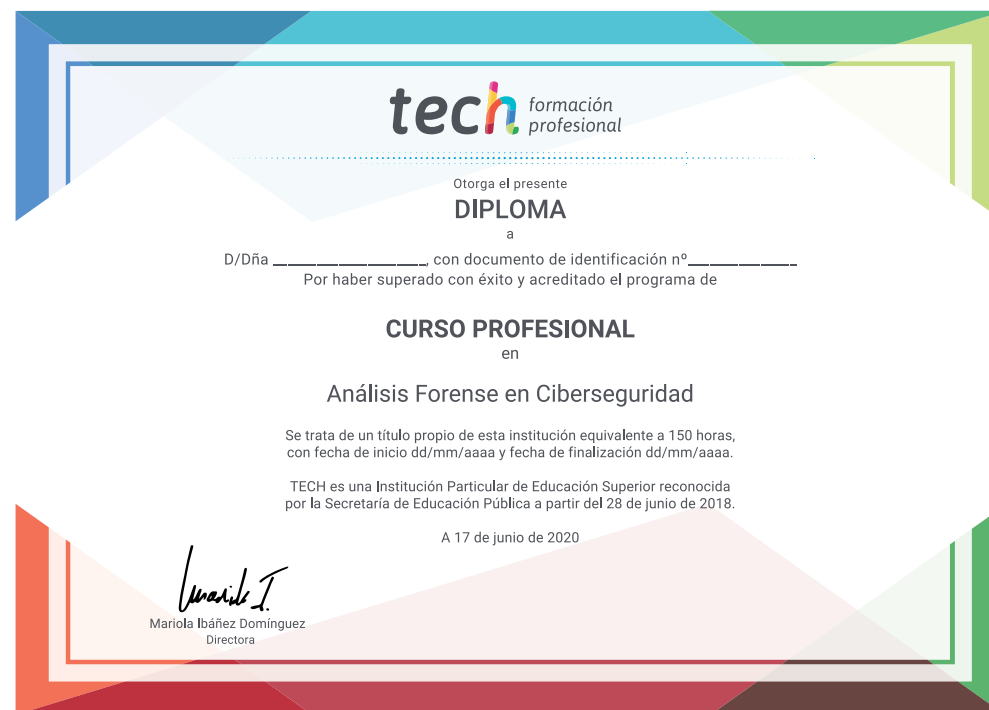 tech formación
profesional
Otorga el presente
DIPLOMA
a
D/Dña ____________________, con documento de identificación nº______________
Por haber superado con éxito y acreditado el programa de
CURSO PROFESIONAL
en
Análisis Forense en Ciberseguridad
Se trata de un título propio de esta institución equivalente a 150 horas,
con fecha de inicio dd/mm/aaaa y fecha de finalización dd/mm/aaaa.
TECH es una Institución Particular de Educación Superior reconocida
por la Secretaría de Educación Pública a partir del 28 de junio de 2018.
A 17 de junio de 2020
Mariola Ibáñez Domínguez
Directora